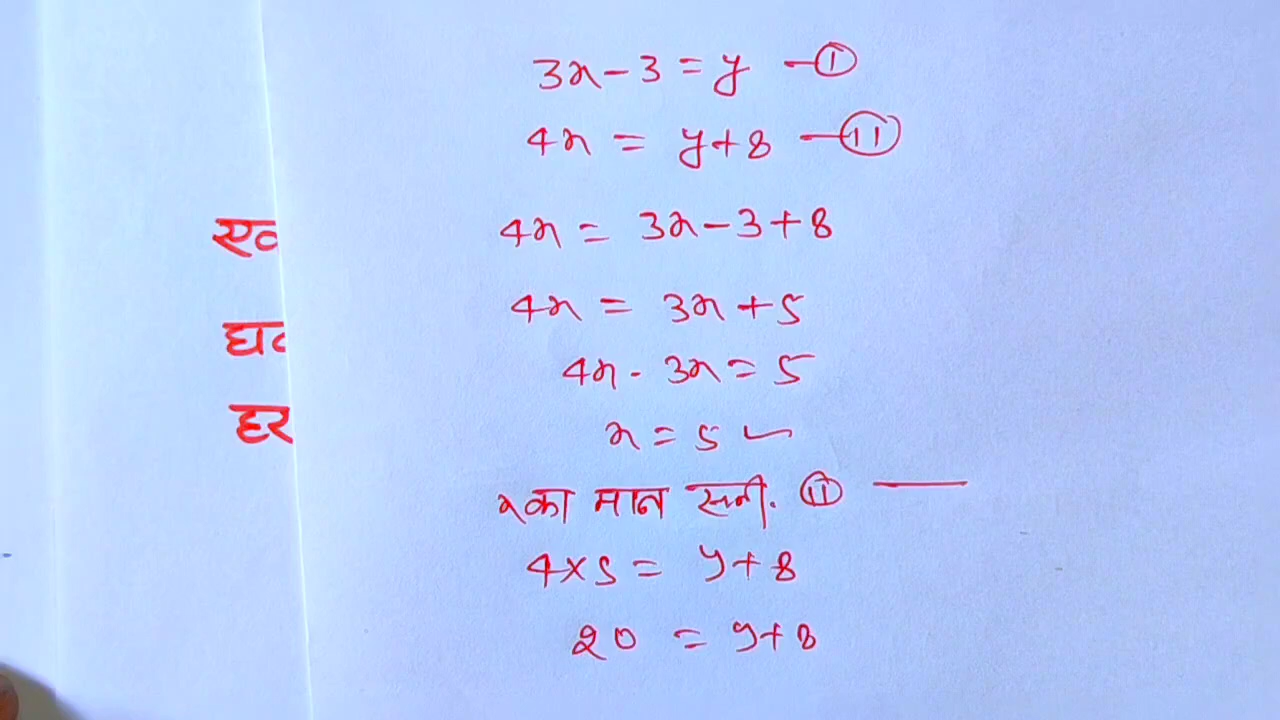 3x - 3 = y - (I)
4x = y + 8 - (II)
4x = 3x - 3 + 8
4x = 3x + 5
4x - 3x = 5
x = 5 ✓
x का मान समी. (II) —
4 × 5 = y + 8
20 = y + 8
हर